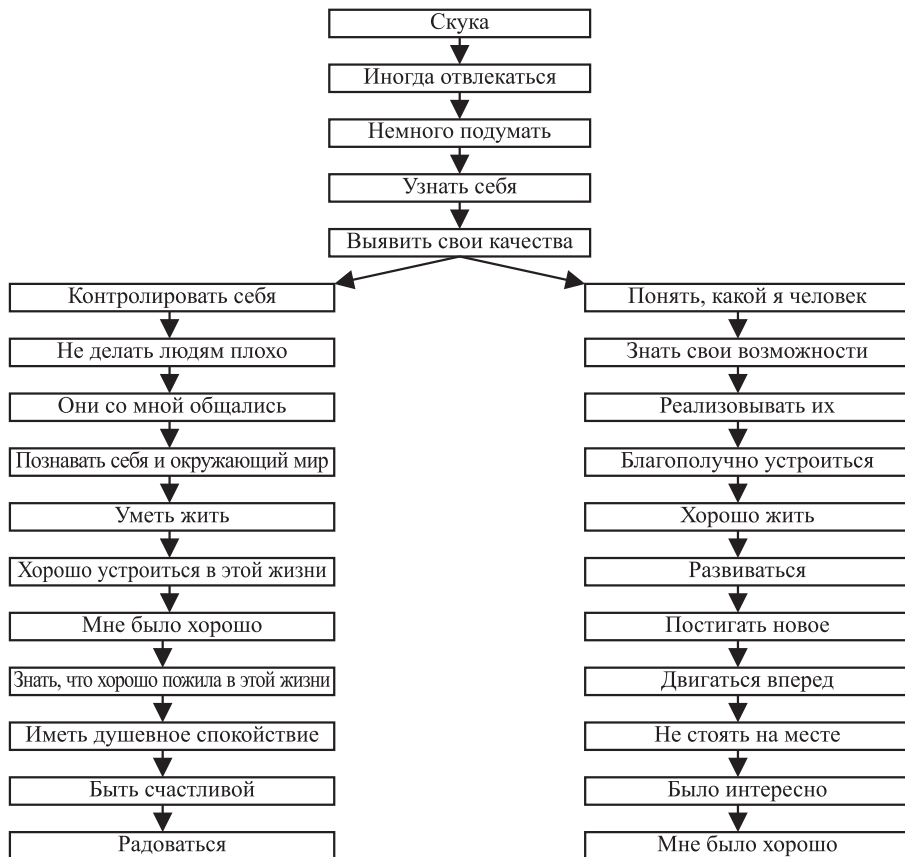 Скука
Иногда отвлекаться
Немного подумать
Узнать себя
Выявить свои качества
Контролировать себя
Не делать людям плохо
Они со мной общались
Познавать себя и окружающий мир
Уметь жить
Хорошо устроиться в этой жизни
Мне было хорошо
Знать, что хорошо пожила в этой жизни
Иметь душевное спокойствие
Быть счастливой
Радоваться
Понять, какой я человек
Знать свои возможности
Реализовывать их
Благополучно устроиться
Хорошо жить
Развиваться
Постигать новое
Двигаться вперед
Не стоять на месте
Было интересно
Мне было хорошо